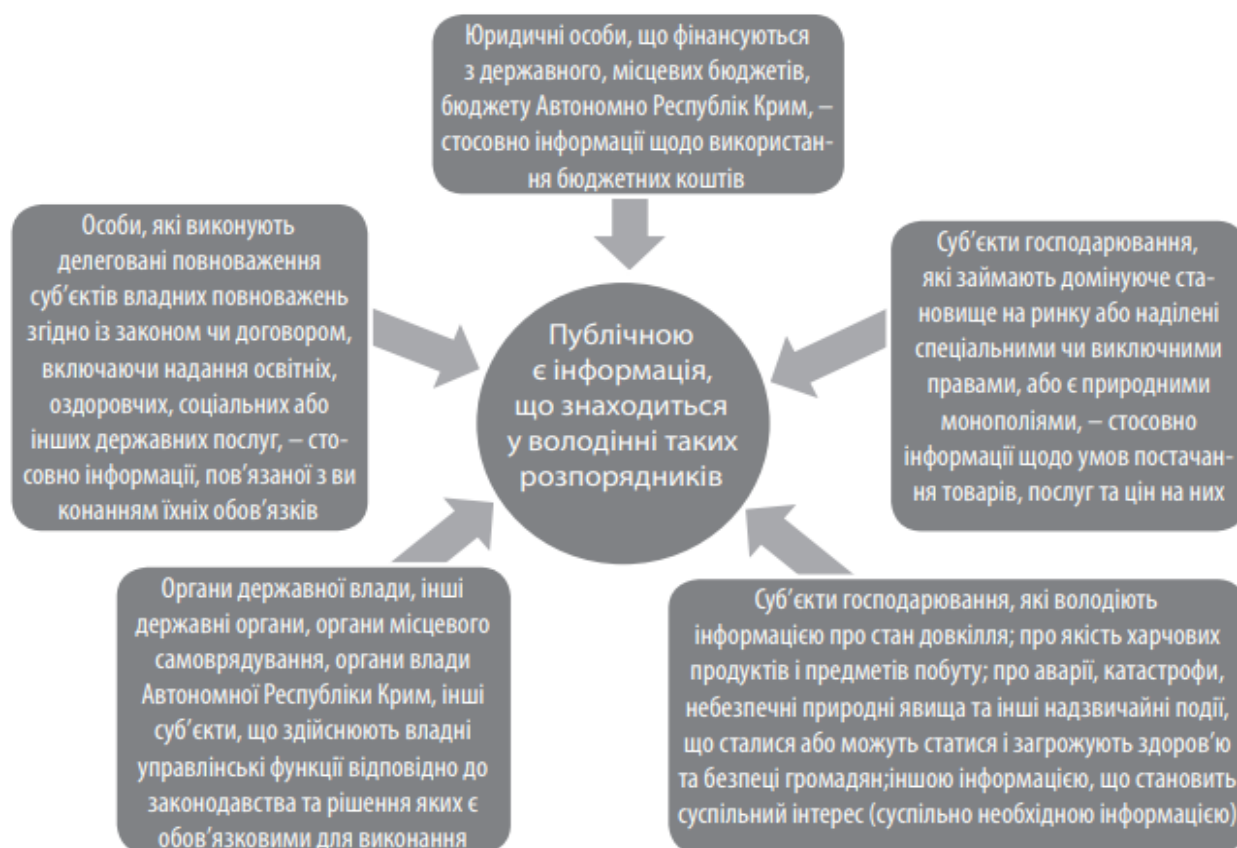 Юридичні особи, що фінансуються
з державного, місцевих бюджетів,
бюджету Автономно Республік Крим, –
стосовно інформації щодо використан-
ня бюджетних коштів
Особи, які виконують
делеговані повноваження
суб’єктів владних повноважень
згідно із законом чи договором,
включаючи надання освітніх,
оздоровчих, соціальних або
інших державних послуг, – сто-
совно інформації, пов’язаної з ви
конанням їхніх обов’язків
Публічною
є інформація,
що знаходиться
у володінні таких
розпорядників
Суб’єкти господарювання,
які займають домінуюче ста-
новище на ринку або наділені
спеціальними чи виключними
правами, або є природними
монополіями, – стосовно
інформації щодо умов постачан-
ня товарів, послуг та цін на них
Органи державної влади, інші
державні органи, органи місцевого
самоврядування, органи влади
Автономної Республіки Крим, інші
суб’єкти, що здійснюють владні
управлінські функції відповідно до
законодавства та рішення яких є
обов’язковими для виконання
Суб’єкти господарювання, які володіють
інформацією про стан довкілля; про якість харчових
продуктів і предметів побуту; про аварії, катастрофи,
небезпечні природні явища та інші надзвичайні події,
що сталися або можуть статися і загрожують здоров’ю
та безпеці громадян;іншою інформацією, що становить
суспільний інтерес (суспільно необхідною інформацією)